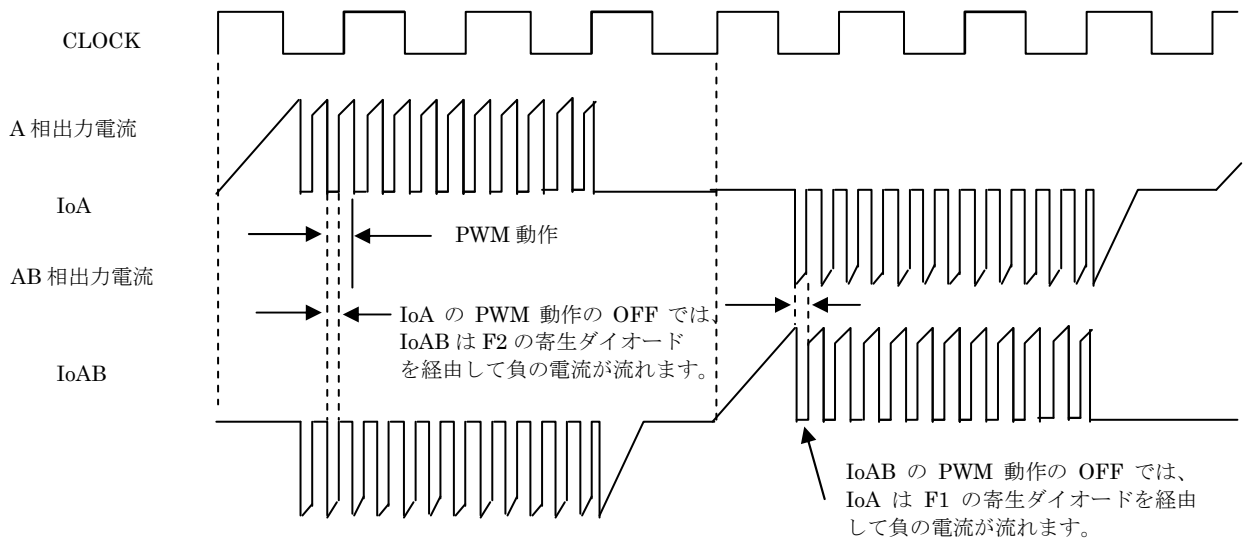 CLOCK
A 相出力電流
IoA
PWM 動作
AB 相出力電流
IoA の PWM 動作の OFF では、
IoAB は F2 の寄生ダイオード
を経由して負の電流が流れます。
IoAB
IoAB の PWM 動作の OFF では、
IoA は F1 の寄生ダイオードを経由
して負の電流が流れます。